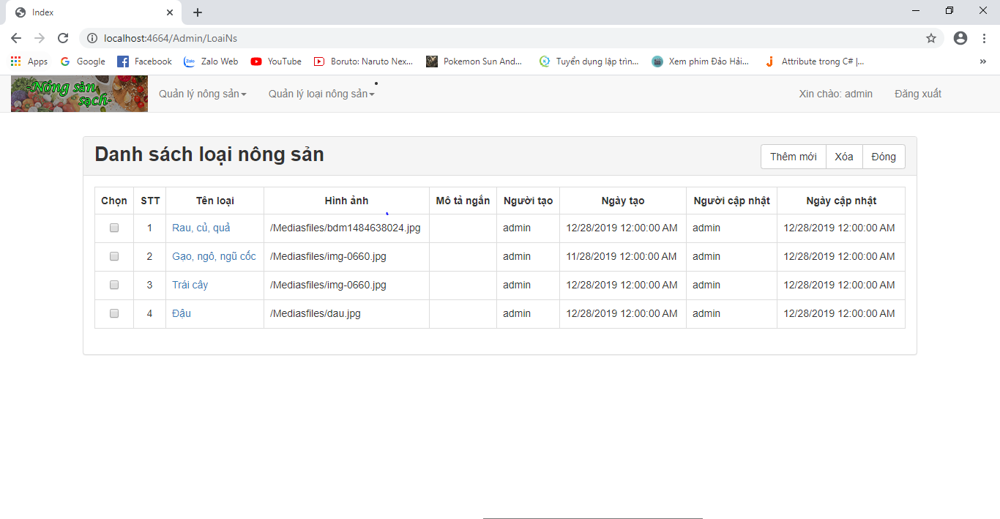 Index
localhost:4664/Admin/LoaiNs
Apps Google Facebook Zalo Web YouTube Boruto: Naruto Nex... Pokemon Sun And... Tuyển dụng lập trìn... Xem phim Đảo Hải... Attribute trong C# |...
-Nông sản sạch-
Quản lý nông sản Quản lý loại nông sản Xin chào: admin Đăng xuất
Danh sách loại nông sản Thêm mới Xóa Đóng
Chọn STT Tên loại Hình ảnh Mô tả ngắn Người tạo Ngày tạo Người cập nhật Ngày cập nhật
1 Rau, củ, quả /Mediasfiles/bdm1484638024.jpg admin 12/28/2019 12:00:00 AM admin 12/28/2019 12:00:00 AM
2 Gạo, ngô, ngũ cốc /Mediasfiles/img-0660.jpg admin 11/28/2019 12:00:00 AM admin 12/28/2019 12:00:00 AM
3 Trái cây /Mediasfiles/img-0660.jpg admin 12/28/2019 12:00:00 AM admin 12/28/2019 12:00:00 AM
4 Đậu /Mediasfiles/dau.jpg admin 12/28/2019 12:00:00 AM admin 12/28/2019 12:00:00 AM